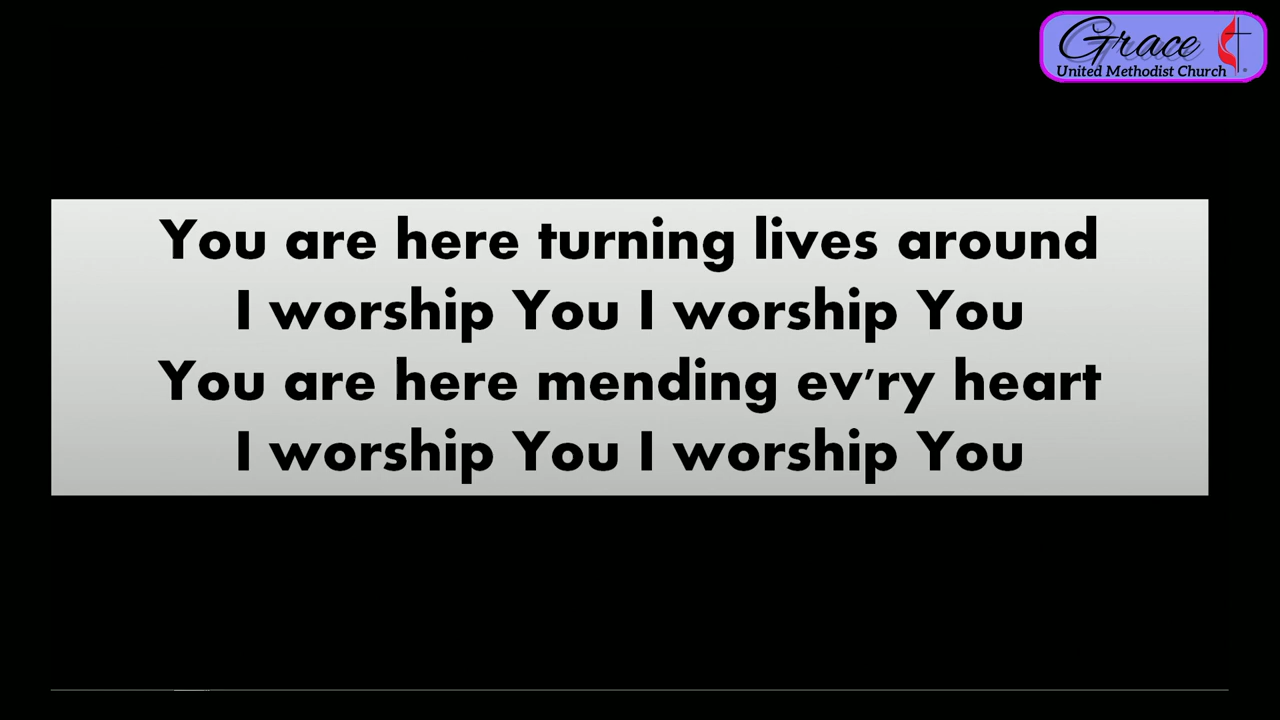 Grace
United Methodist Church
You are here turning lives around
I worship You I worship You
You are here mending ev'ry heart
I worship You I worship You